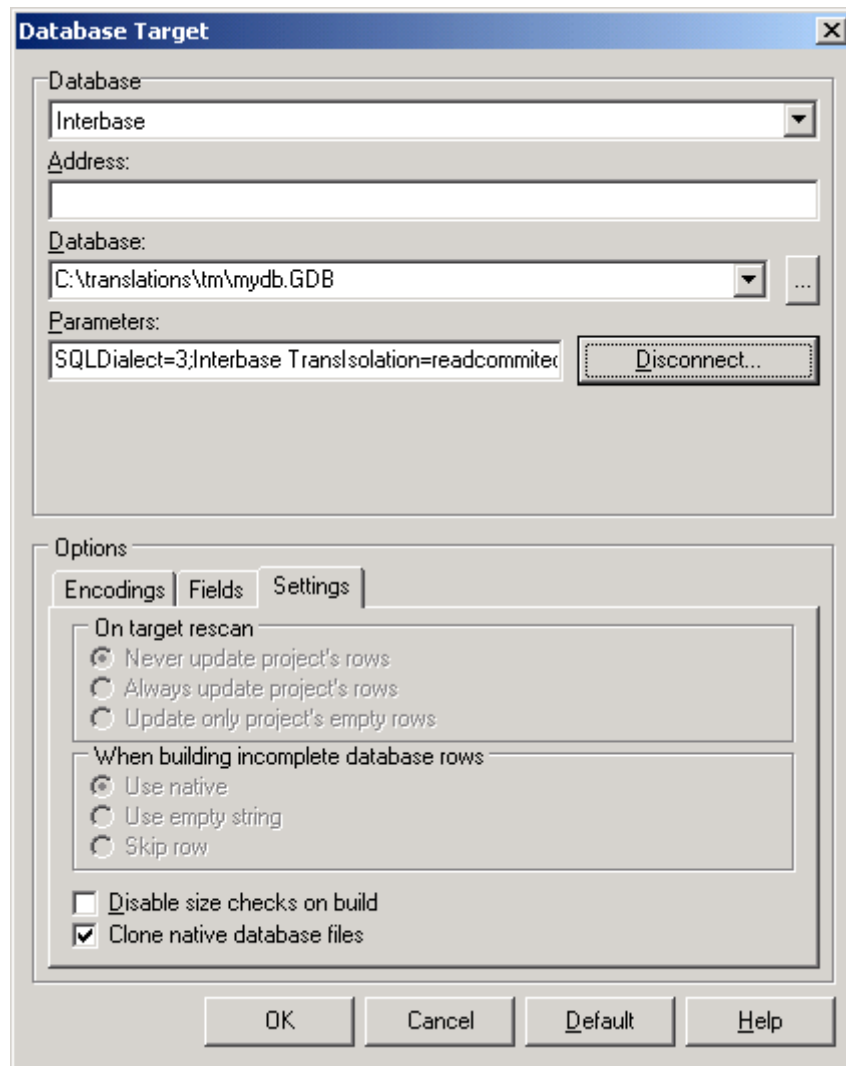 Database Target
Database
Interbase
Address:
Database:
C:\translations\tm\mydb.GDB
...
Parameters:
SQLDialect=3;Interbase TransIsolation=readcommited
Disconnect...
Options
Encodings Fields Settings
On target rescan
Never update project's rows
Always update project's rows
Update only project's empty rows
When building incomplete database rows
Use native
Use empty string
Skip row
Disable size checks on build
Clone native database files
OK Cancel Default Help